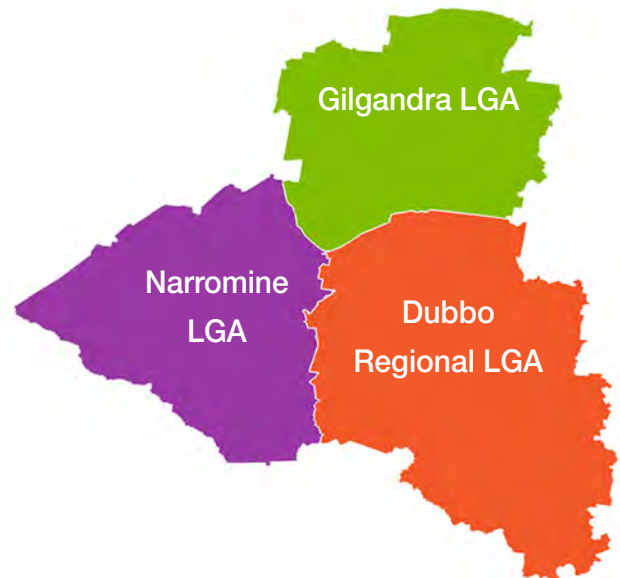 Gilgandra LGA
Narromine
LGA
Dubbo
Regional LGA